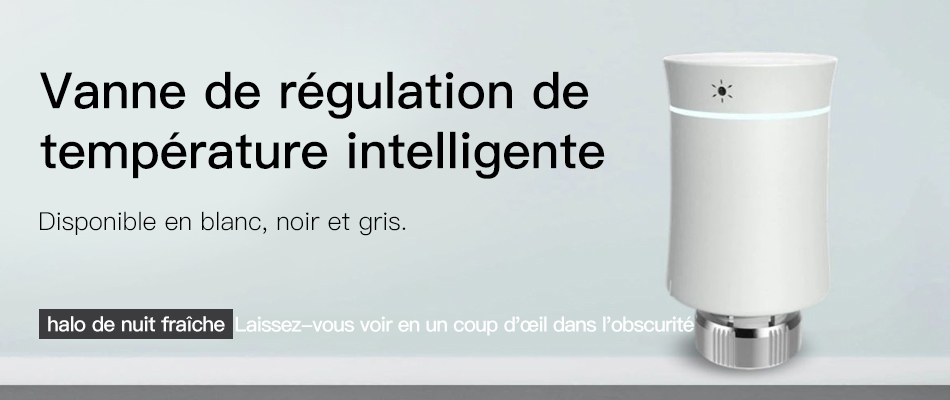 Vanne de régulation de
température intelligente
Disponible en blanc, noir et gris.
halo de nuit fraîche Laissez-vous voir en un coup d'œil dans l'obscurité